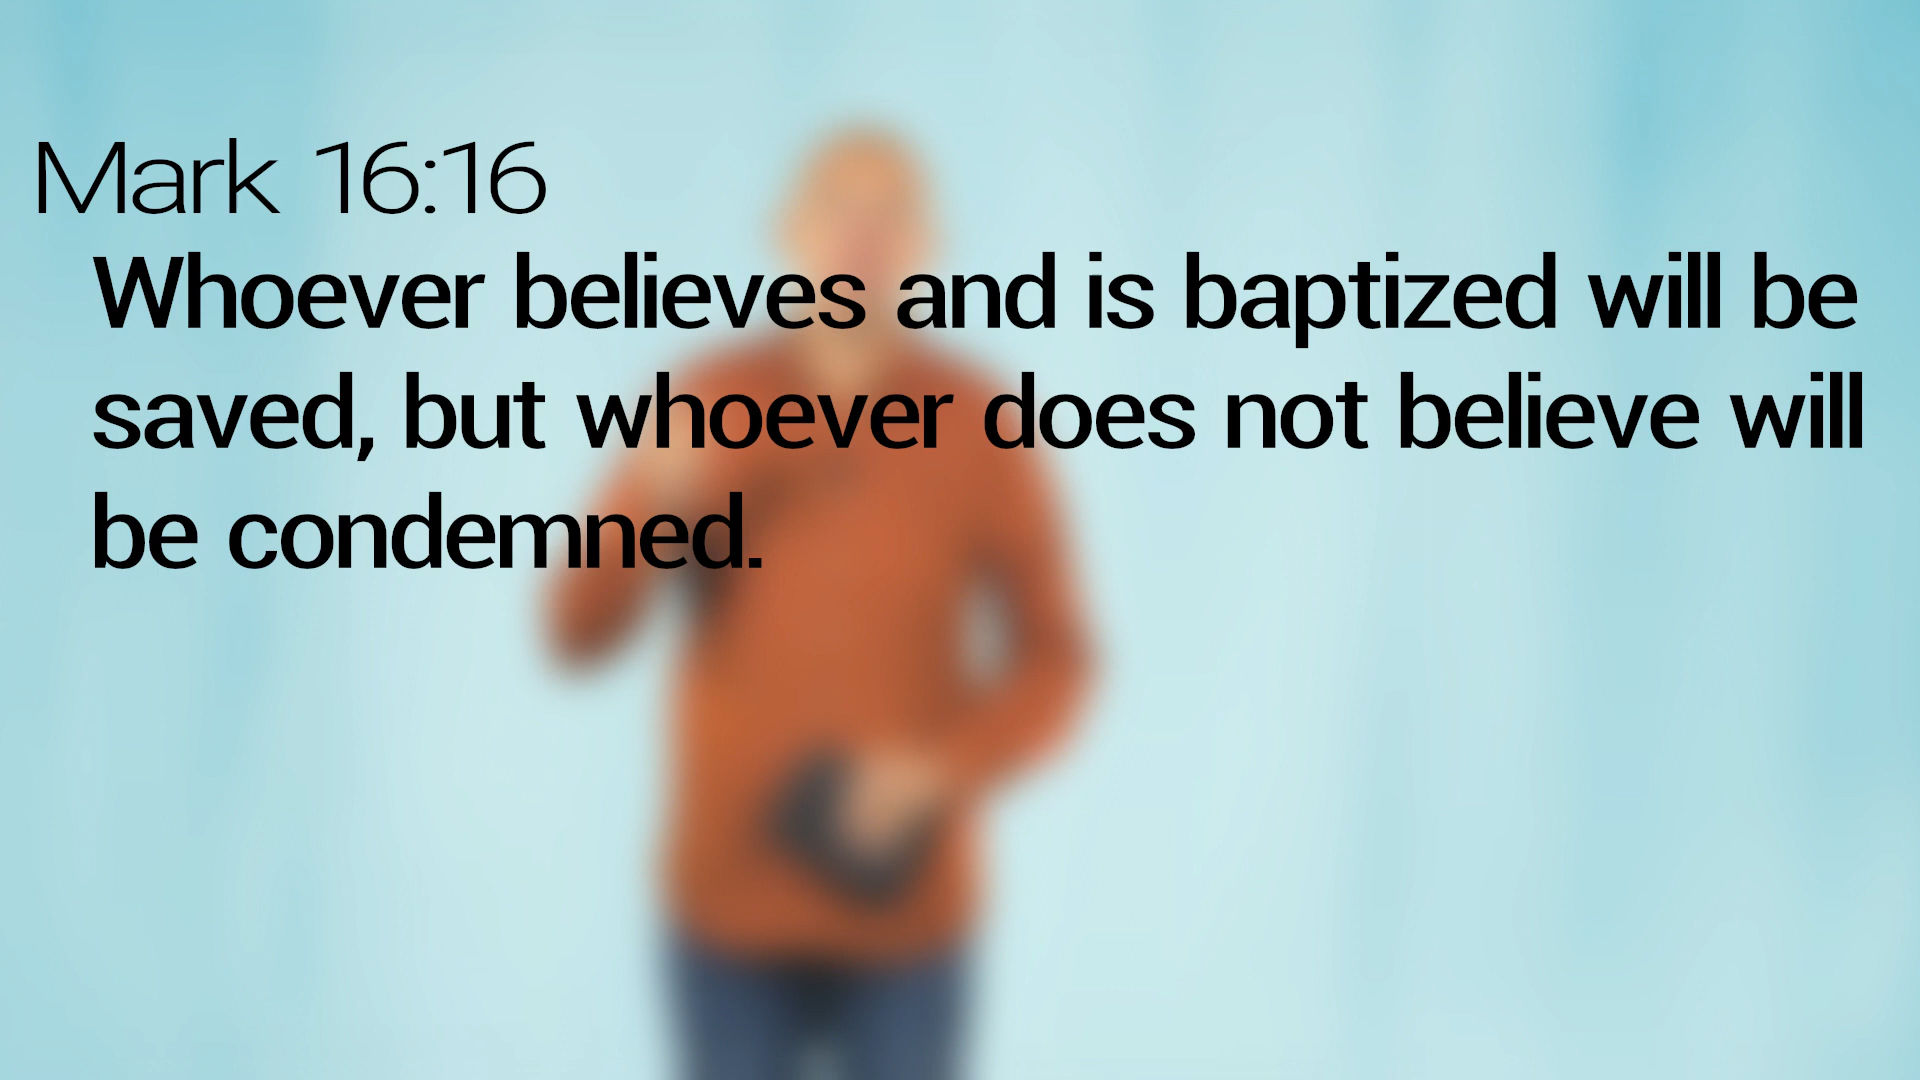 Mark 16:16
Whoever believes and is baptized will be
saved, but whoever does not believe will
be condemned.